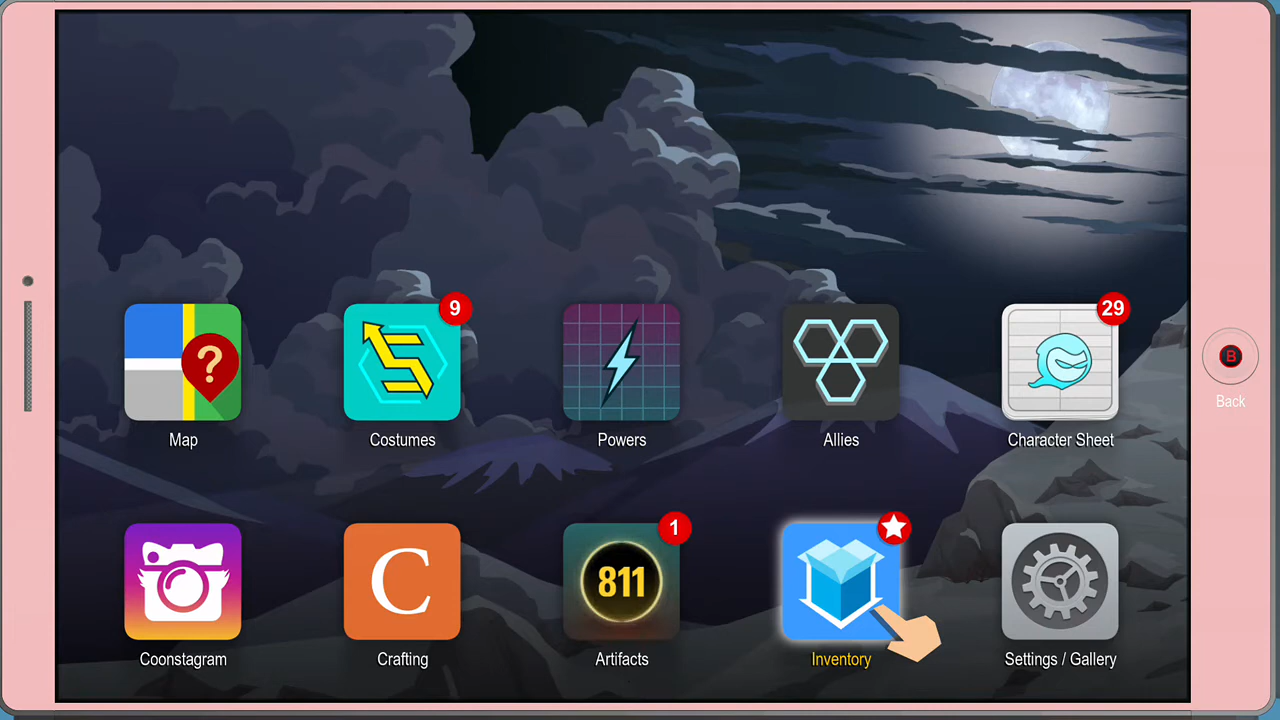 9
29
?
Map
Costumes
Powers
Allies
Character Sheet
B
Back
1
C
811
Coonstagram
Crafting
Artifacts
Inventory
Settings / Gallery